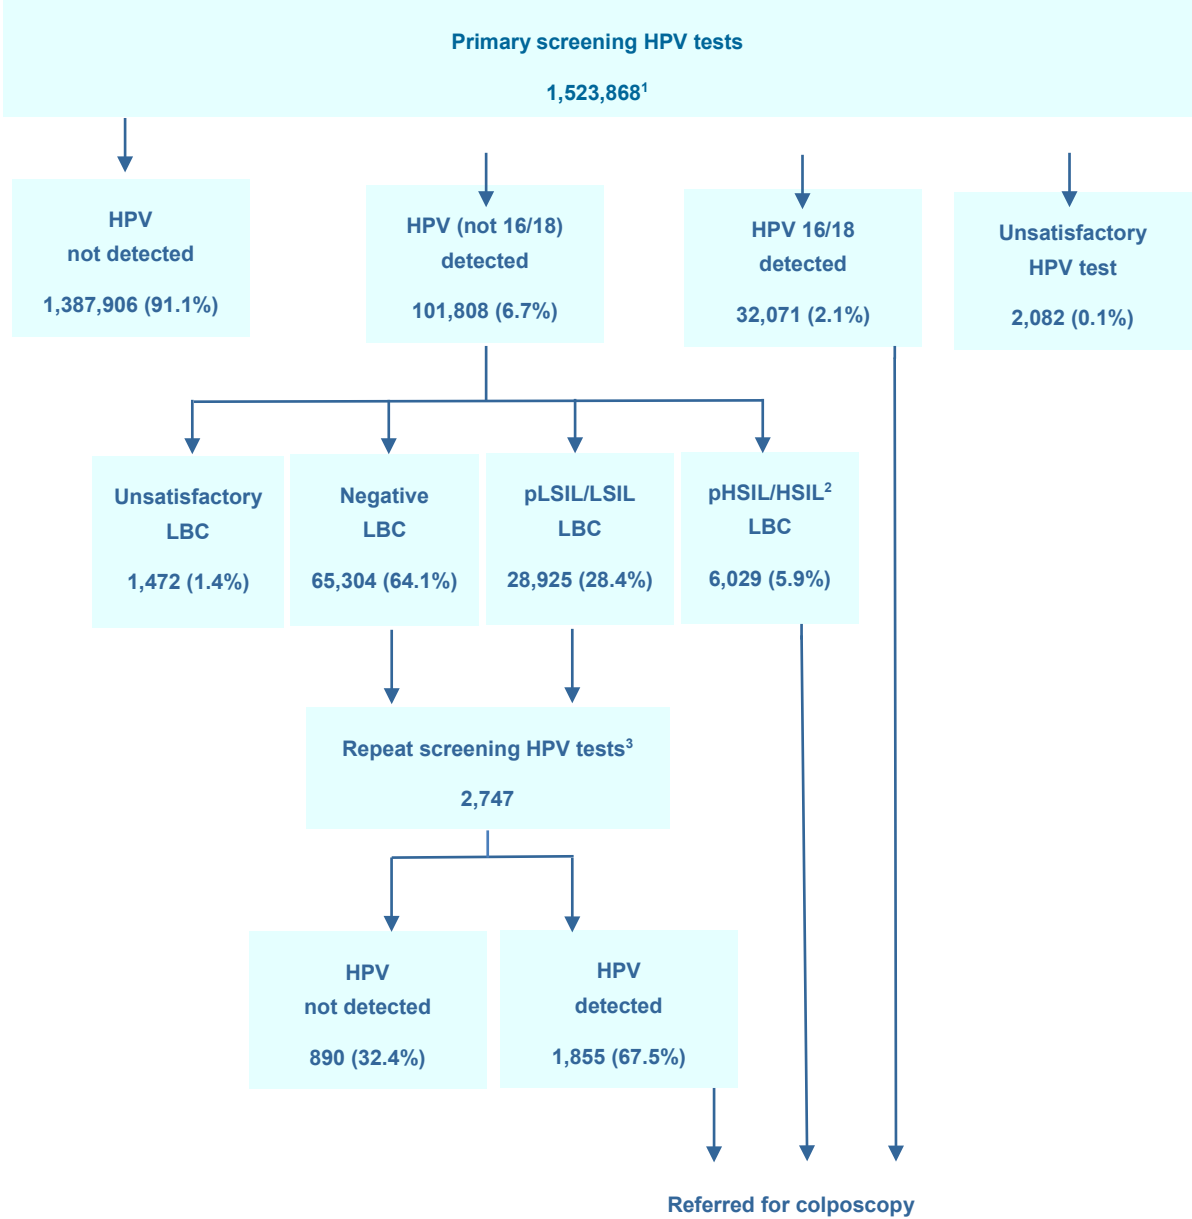 Primary screening HPV tests
1,523,868¹
HPV
not detected
1,387,906 (91.1%)
HPV (not 16/18)
detected
101,808 (6.7%)
HPV 16/18
detected
32,071 (2.1%)
Unsatisfactory
HPV test
2,082 (0.1%)
Unsatisfactory
LBC
1,472 (1.4%)
Negative
LBC
65,304 (64.1%)
pLSIL/LSIL
LBC
28,925 (28.4%)
pHSIL/HSIL²
LBC
6,029 (5.9%)
Repeat screening HPV tests³
2,747
HPV
not detected
890 (32.4%)
HPV
detected
1,855 (67.5%)
Referred for colposcopy